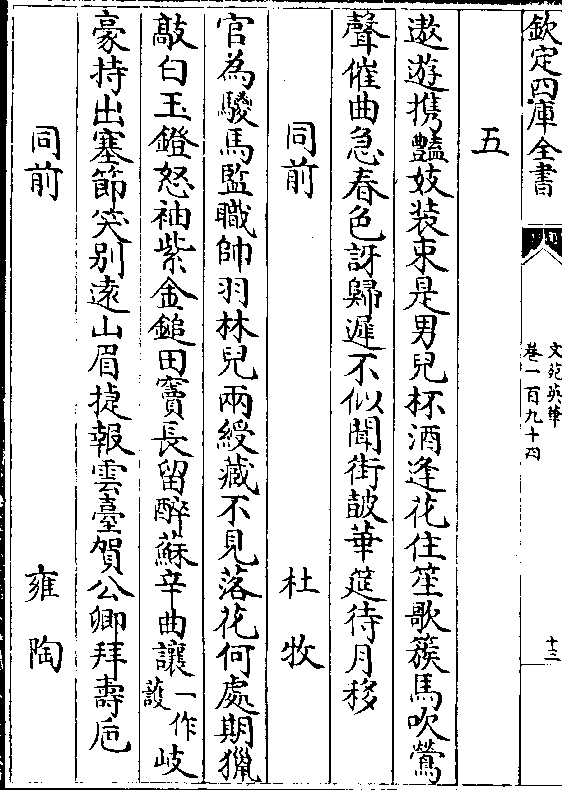 欽定四庫全書
文苑英華
卷一百九十四
十三
五
遨遊携豔妓装束是男兒杯酒逢花住笙歌簇馬吹鶯
聲催曲急春色訝歸遲不似聞街皷華筵待月移
同前 杜牧
官為駿馬監職帥羽林兒兩綬藏不見落花何處期獵
敲白玉鐙怒袖紫金鎚田竇長留醉蘇辛曲讓一作護岐
豪持出塞節笑别逺山眉捷報雲臺賀公卿拜壽巵
同前 雍陶